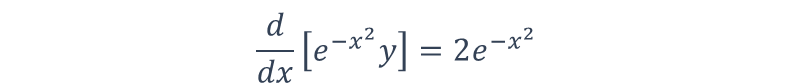 d/dx [e^{-x^2} y] = 2e^{-x^2}